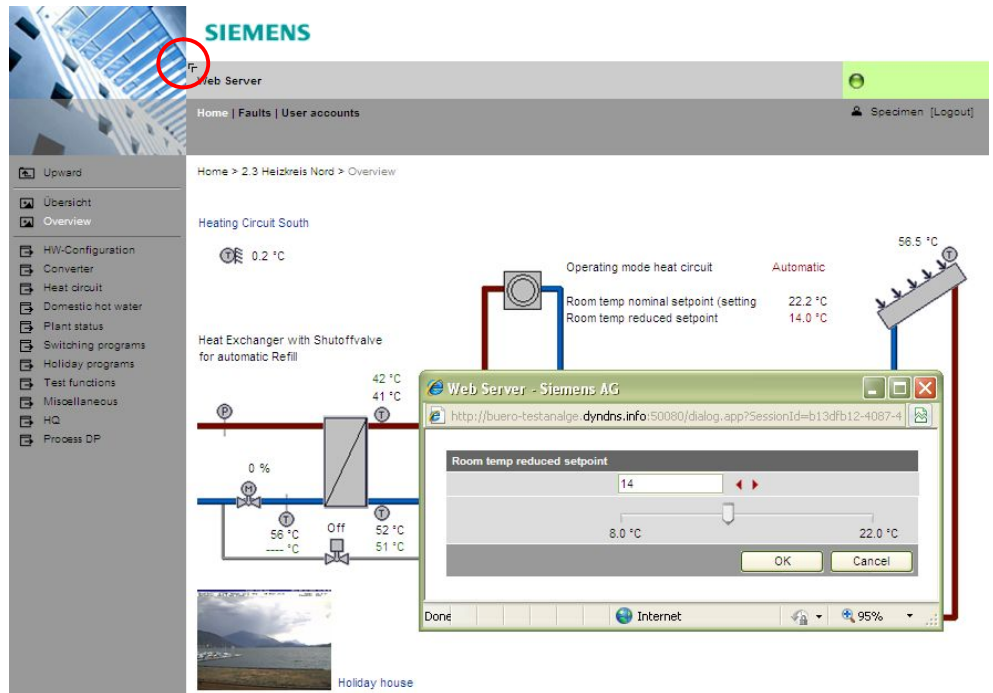 SIEMENS
Web Server
Home | Faults | User accounts
Specimen [Logout]
Upward
Übersicht
Overview
HW-Configuration
Converter
Heat circuit
Domestic hot water
Plant status
Switching programs
Holiday programs
Test functions
Miscellaneous
HQ
Process DP
Home > 2.3 Heizkreis Nord > Overview
Heating Circuit South
T
0.2 °C
56.5 °C
T
Operating mode heat circuit Automatic
Room temp nominal setpoint (setting 22.2 °C
Room temp reduced setpoint 14.0 °C
Heat Exchanger with Shutoffvalve
for automatic Refill
42 °C
41 °C
P
T
0 %
M
T
T
56 °C
Off
52 °C
---- °C
51 °C
Holiday house
Web Server - Siemens AG
http://buero-testanalge.dyndns.info:50080/dialog.app?SessionId=b13dfb12-4087-4
Room temp reduced setpoint
14
8.0 °C 22.0 °C
OK Cancel
Done Internet 95%